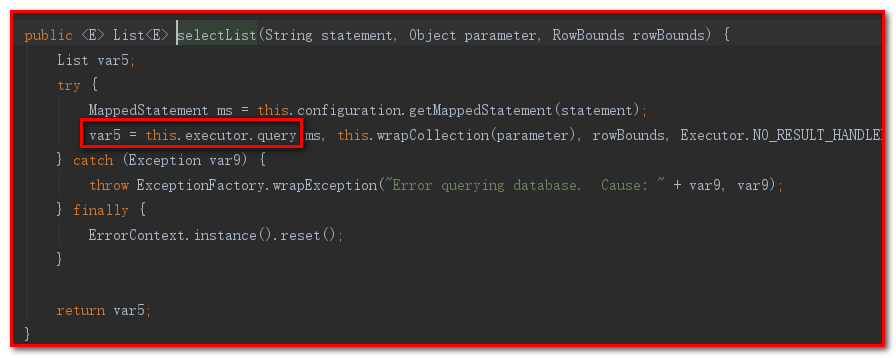 public <E> List<E> selectList(String statement, Object parameter, RowBounds rowBounds) {
    List var5;
    try {
        MappedStatement ms = this.configuration.getMappedStatement(statement);
        var5 = this.executor.query(ms, this.wrapCollection(parameter), rowBounds, Executor.NO_RESULT_HANDLE
    } catch (Exception var9) {
        throw ExceptionFactory.wrapException("Error querying database.  Cause: " + var9, var9);
    } finally {
        ErrorContext.instance().reset();
    }
    return var5;
}